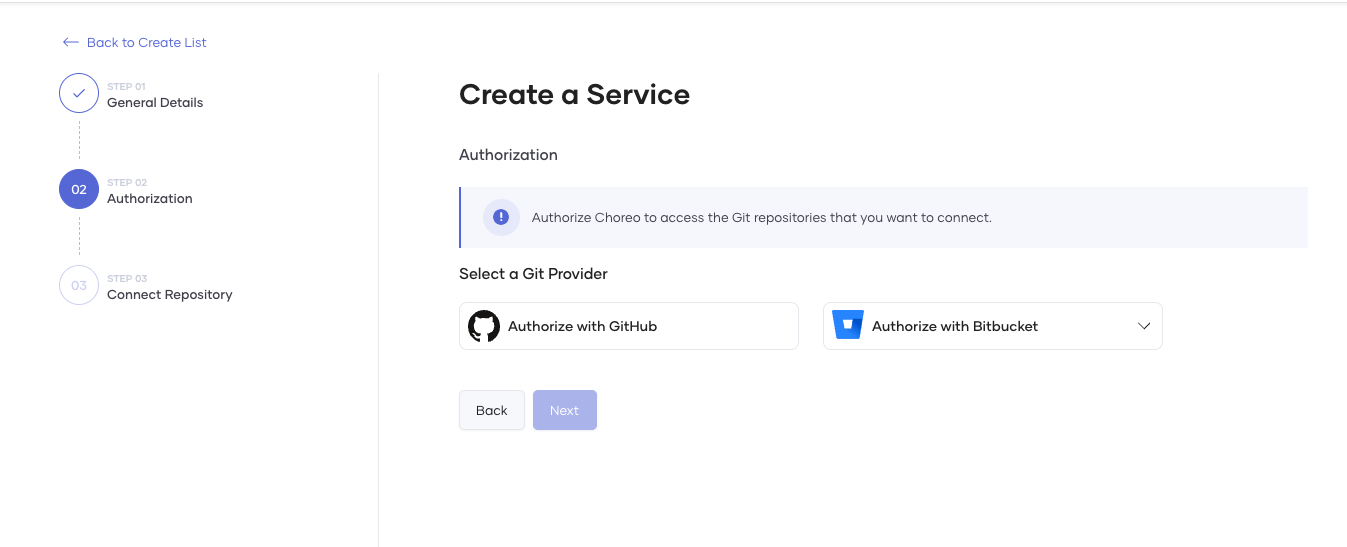 Back to Create List
STEP 01
General Details
02
STEP 02
Authorization
03
STEP 03
Connect Repository
Create a Service
Authorization
Authorize Choreo to access the Git repositories that you want to connect.
Select a Git Provider
Authorize with GitHub
Authorize with Bitbucket
Back
Next